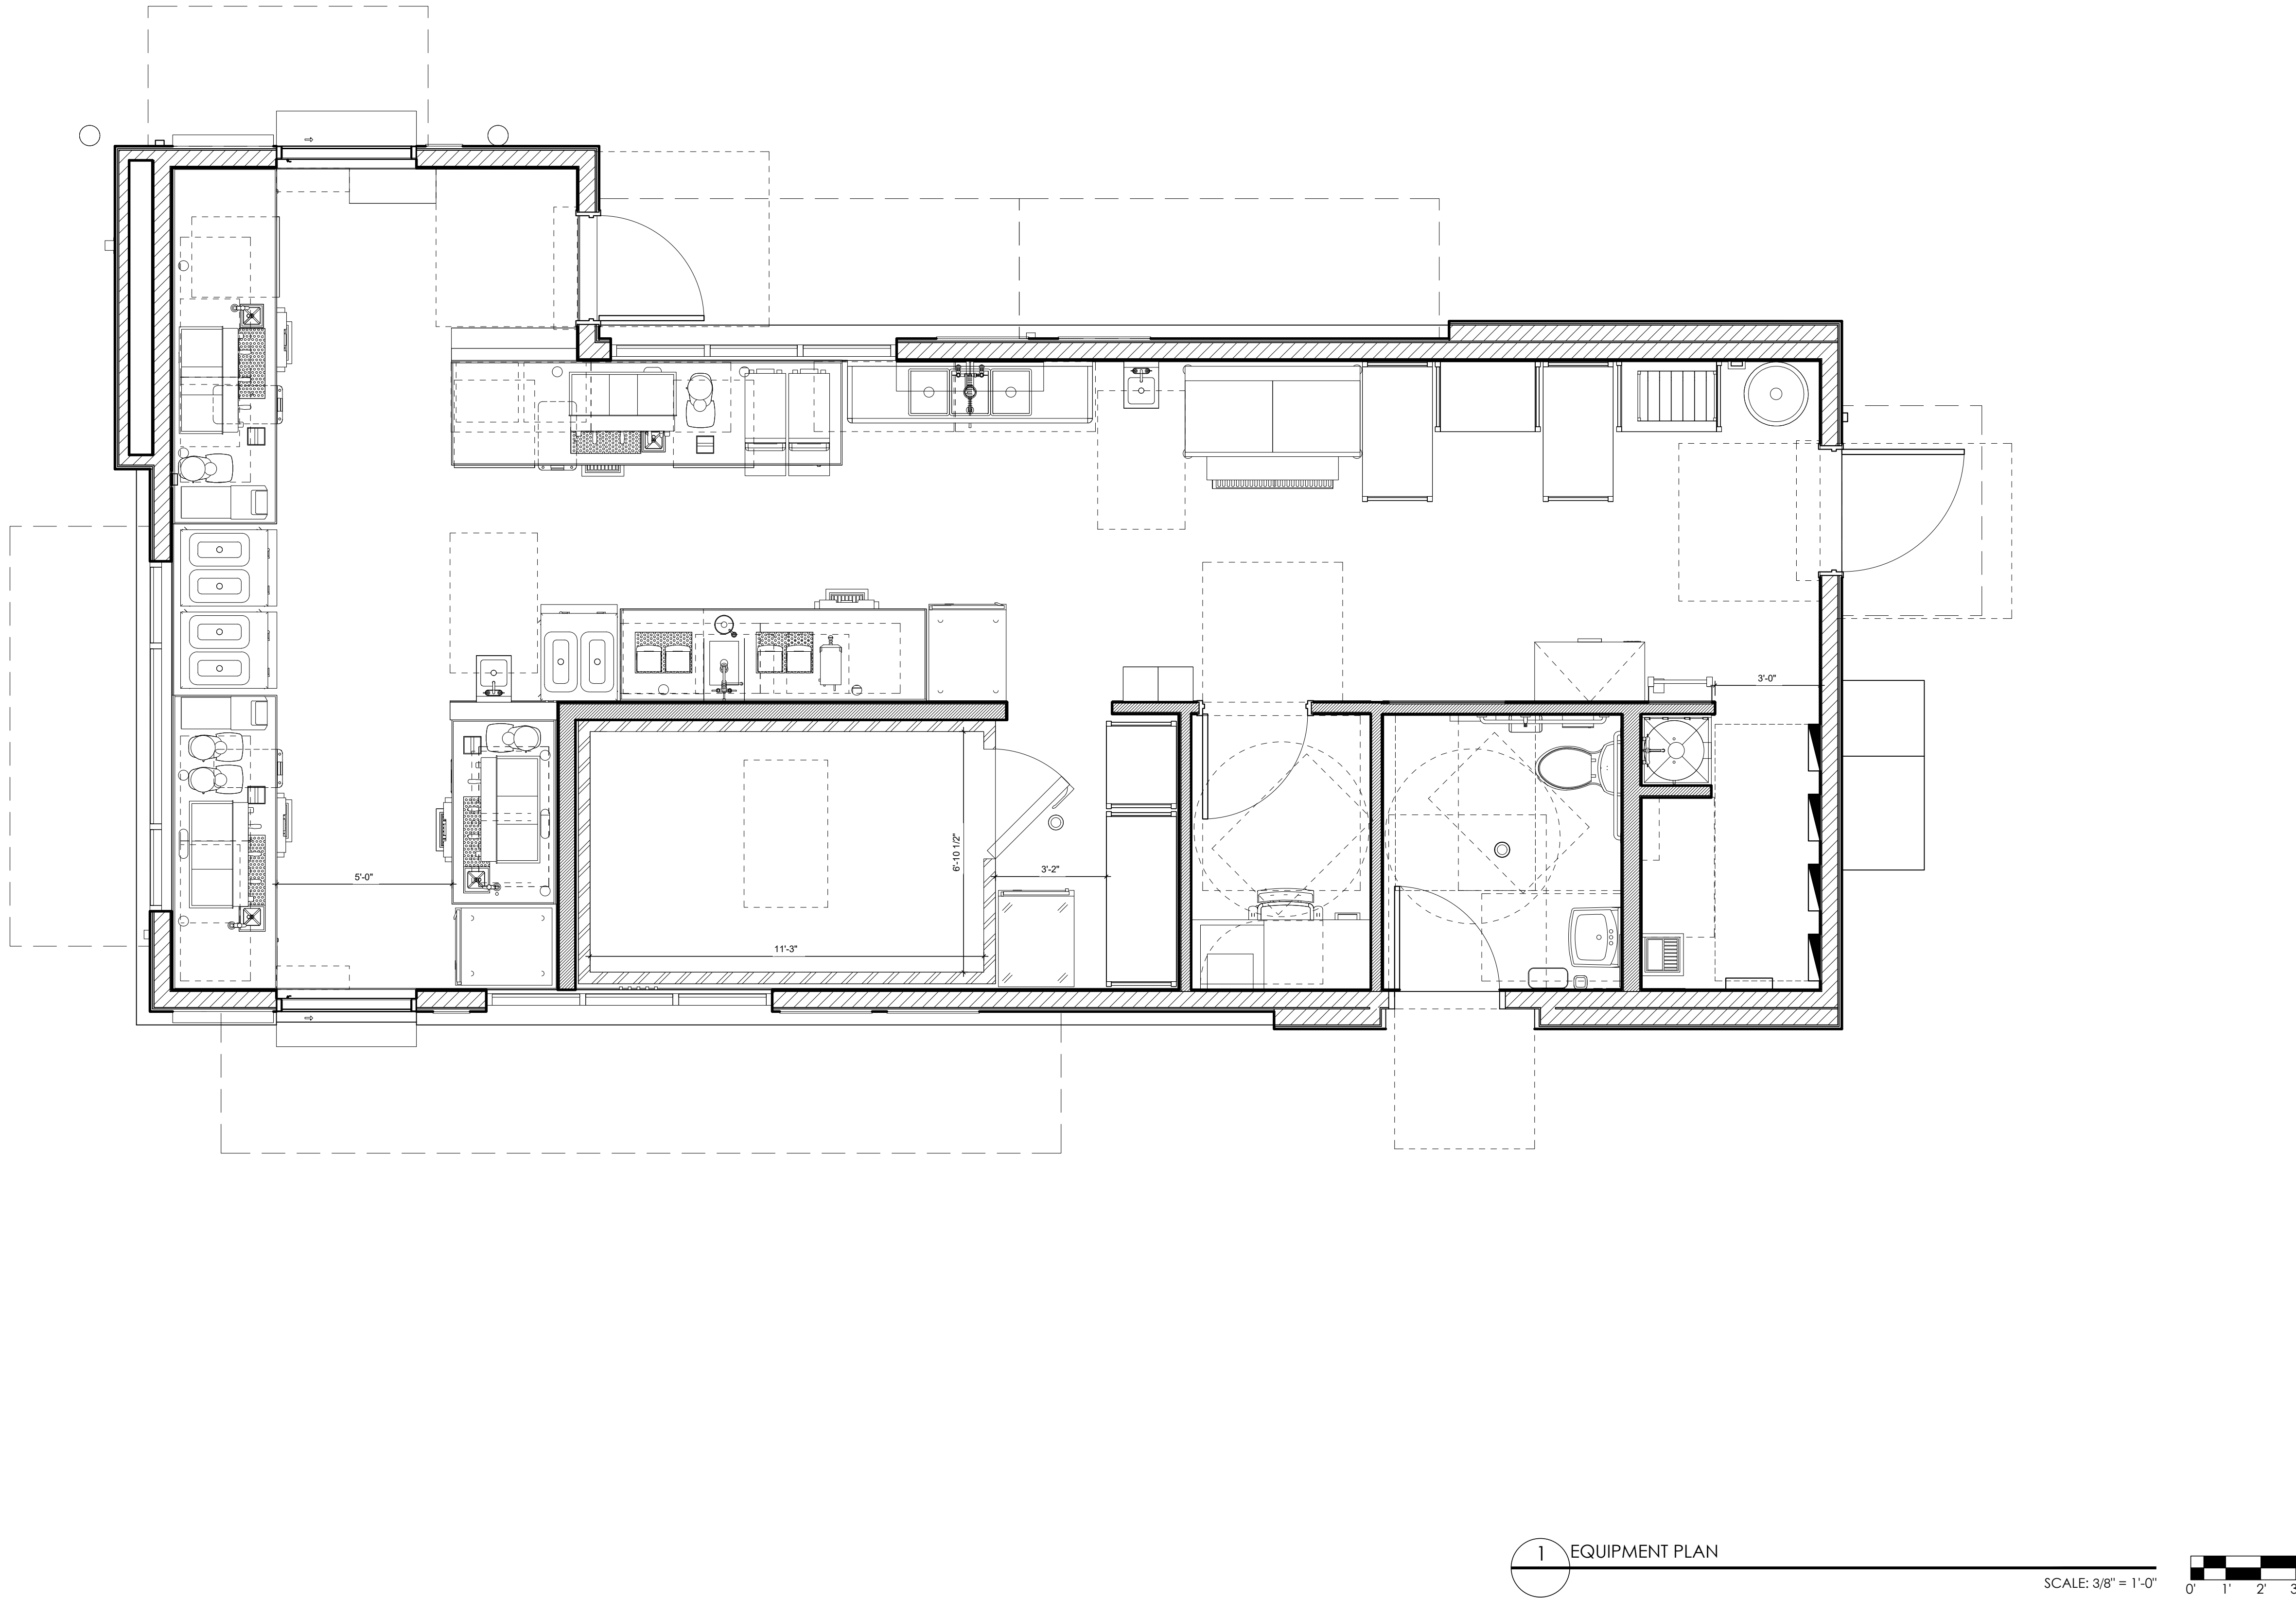 3'-0"
6'-10 1/2"
3'-2"
5'-0"
11'-3"
1 EQUIPMENT PLAN
SCALE: 3/8" = 1'-0"
0' 1' 2' 3